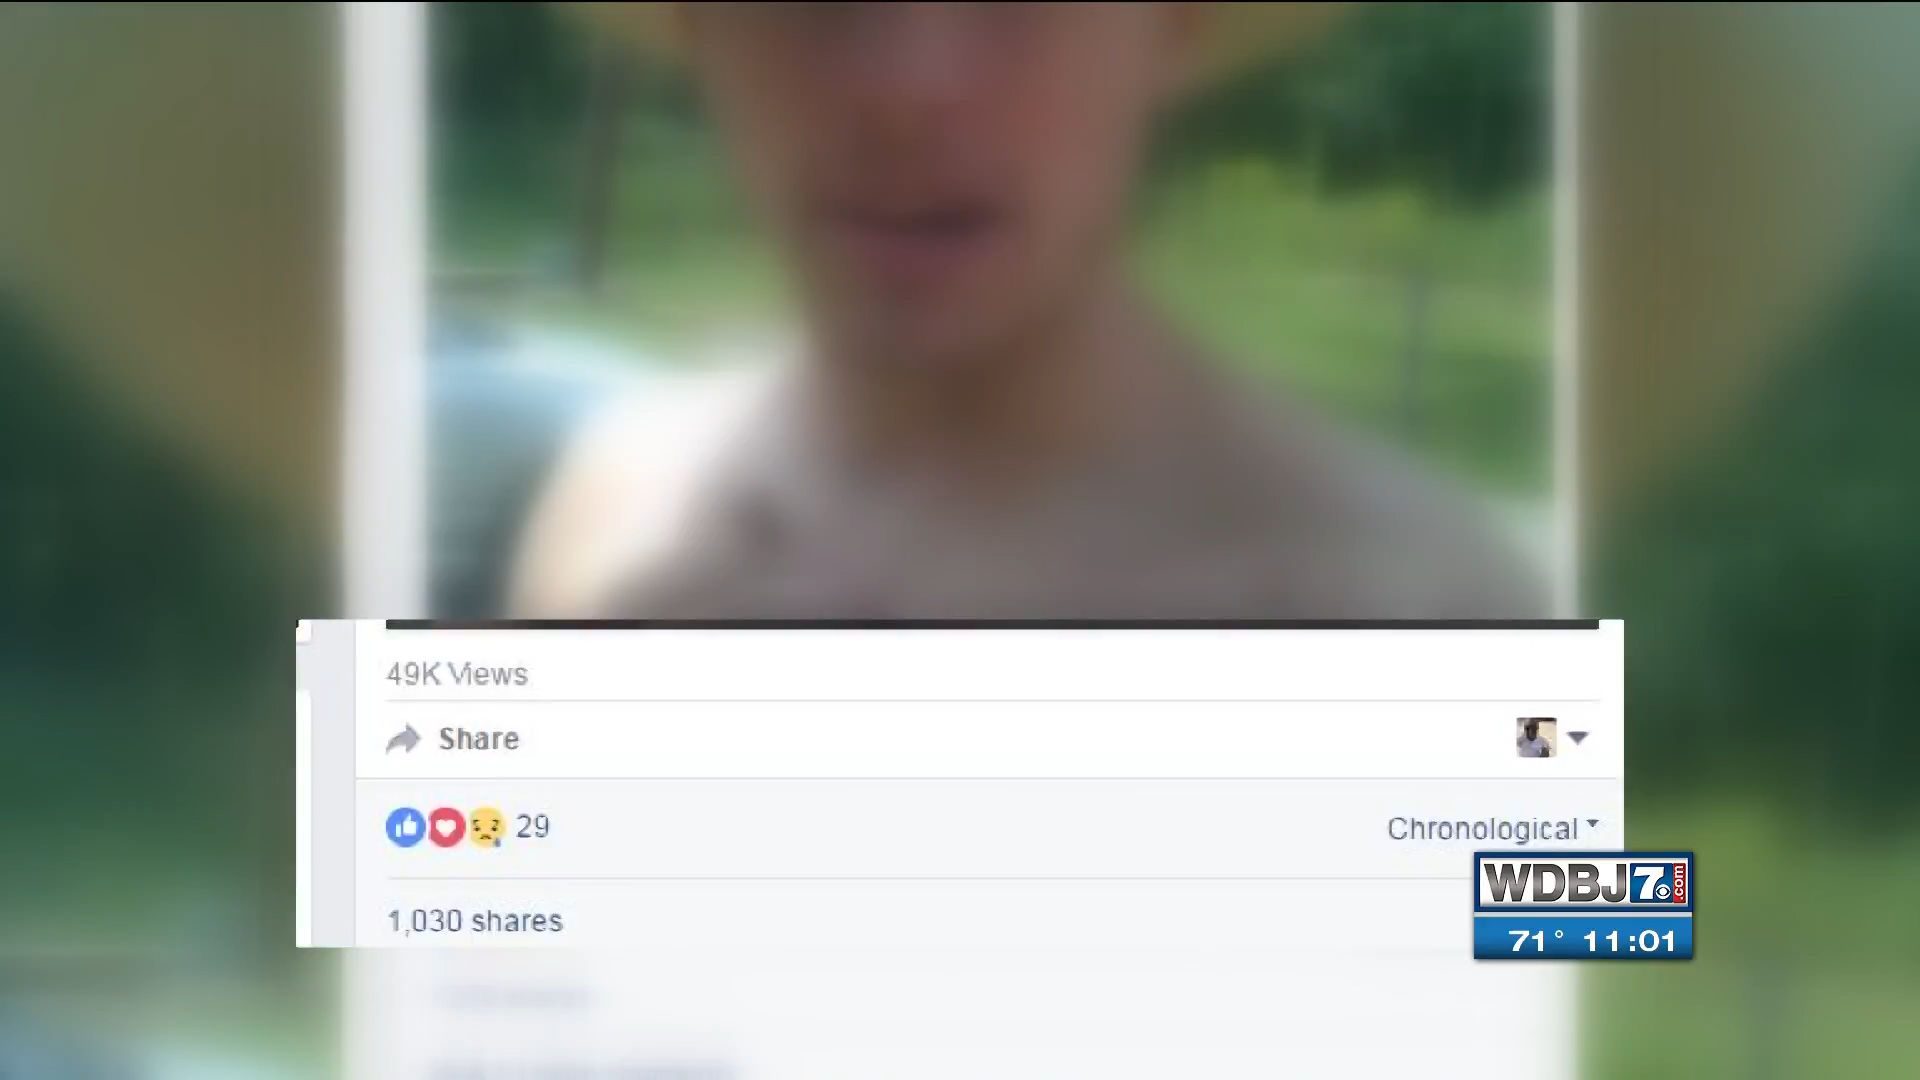 49K Views
Share
29
Chronological
1,030 shares
WDBJ7.com
71° 11:01